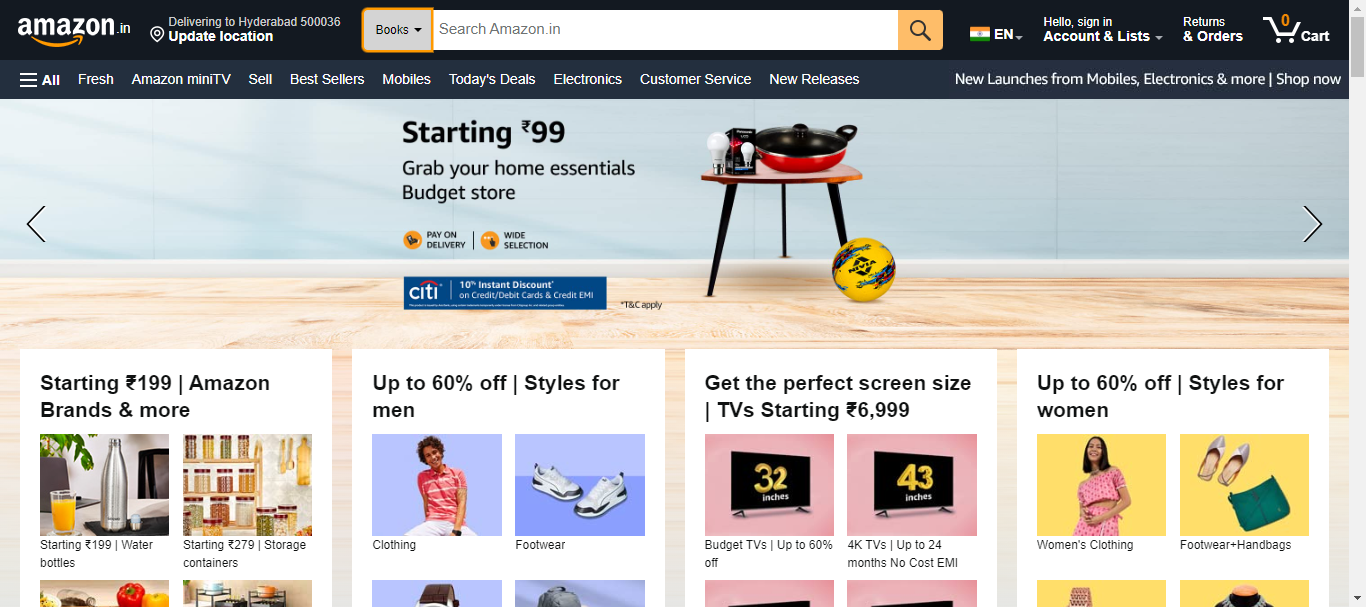 amazon.in
Delivering to Hyderabad 500036
Update location
Books
Search Amazon.in
EN
Hello, sign in
Account & Lists
Returns
& Orders
0
Cart
All
Fresh
Amazon miniTV
Sell
Best Sellers
Mobiles
Today's Deals
Electronics
Customer Service
New Releases
New Launches from Mobiles, Electronics & more | Shop now
Starting ₹99
Grab your home essentials
Budget store
PAY ON
DELIVERY
WIDE
SELECTION
citi
10% Instant Discount*
on Credit/Debit Cards & Credit EMI
*T&C apply
NIVIA
Starting ₹199 | Amazon
Brands & more
Starting ₹199 | Water
bottles
Starting ₹279 | Storage
containers
Up to 60% off | Styles for
men
Clothing
Footwear
Get the perfect screen size
| TVs Starting ₹6,999
32
inches
43
inches
Budget TVs | Up to 60%
off
4K TVs | Up to 24
months No Cost EMI
Up to 60% off | Styles for
women
Women's Clothing
Footwear+Handbags